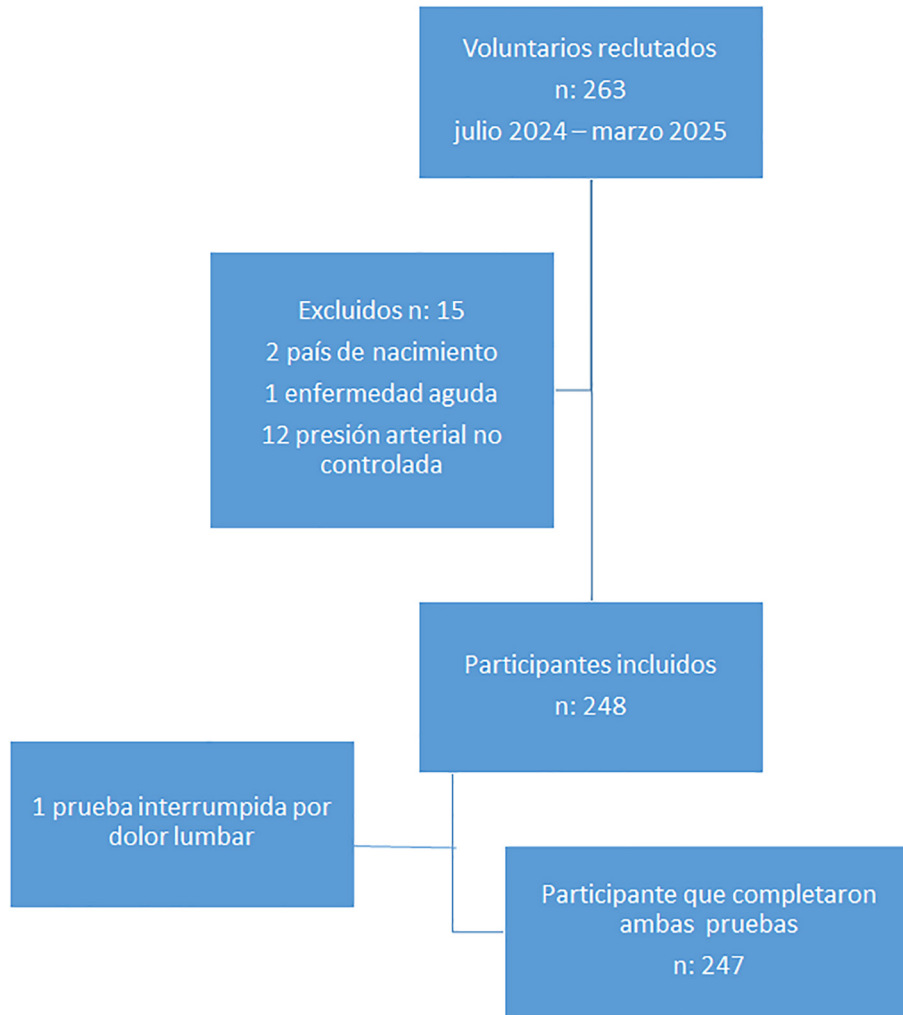 Voluntarios reclutados
n: 263
julio 2024 – marzo 2025
Excluidos n: 15
2 país de nacimiento
1 enfermedad aguda
12 presión arterial no
controlada
Participantes incluidos
n: 248
1 prueba interrumpida por
dolor lumbar
Participante que completaron
ambas pruebas
n: 247